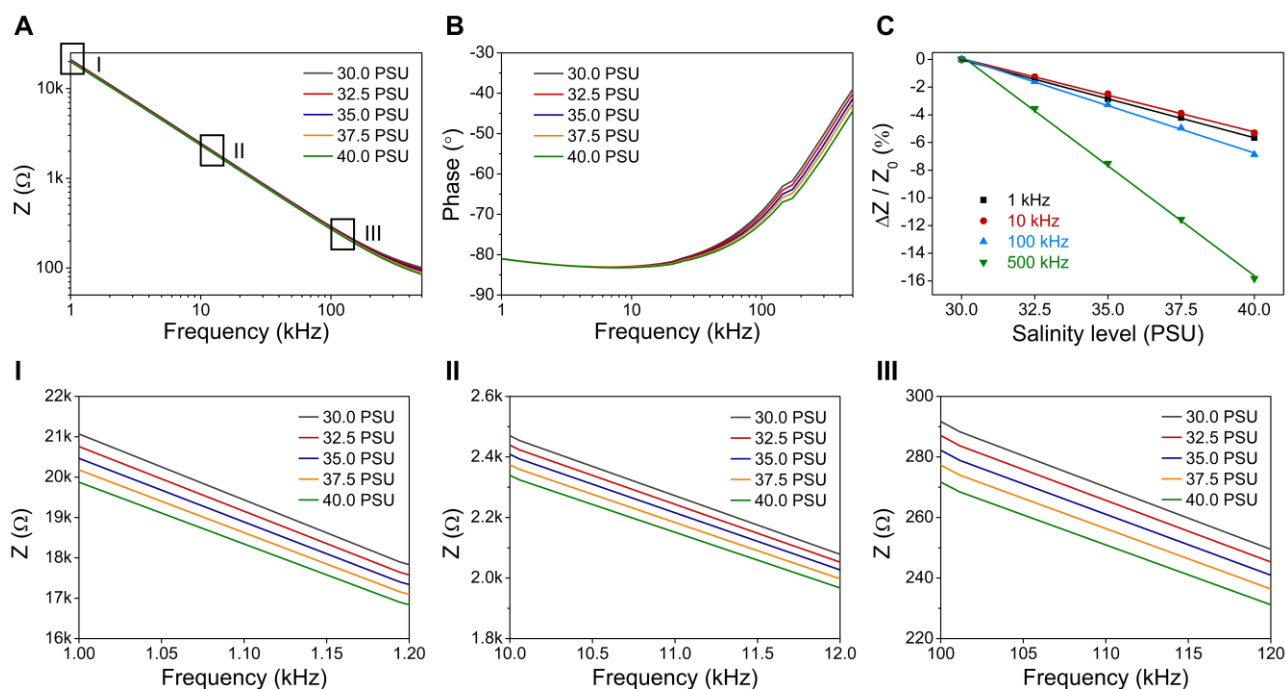 A
Z (Ω)
10k
1k
100
I
II
III
30.0 PSU
32.5 PSU
35.0 PSU
37.5 PSU
40.0 PSU
1
10
100
Frequency (kHz)
B
Phase (°)
-30
-40
-50
-60
-70
-80
-90
30.0 PSU
32.5 PSU
35.0 PSU
37.5 PSU
40.0 PSU
1
10
100
Frequency (kHz)
C
ΔZ / Z0 (%)
0
-2
-4
-6
-8
-10
-12
-14
-16
1 kHz
10 kHz
100 kHz
500 kHz
30.0
32.5
35.0
37.5
40.0
Salinity level (PSU)
I
Z (Ω)
22k
21k
20k
19k
18k
17k
16k
30.0 PSU
32.5 PSU
35.0 PSU
37.5 PSU
40.0 PSU
1.00
1.05
1.10
1.15
1.20
Frequency (kHz)
II
Z (Ω)
2.6k
2.4k
2.2k
2.0k
1.8k
30.0 PSU
32.5 PSU
35.0 PSU
37.5 PSU
40.0 PSU
10.0
10.5
11.0
11.5
12.0
Frequency (kHz)
III
Z (Ω)
300
280
260
240
220
30.0 PSU
32.5 PSU
35.0 PSU
37.5 PSU
40.0 PSU
100
105
110
115
120
Frequency (kHz)